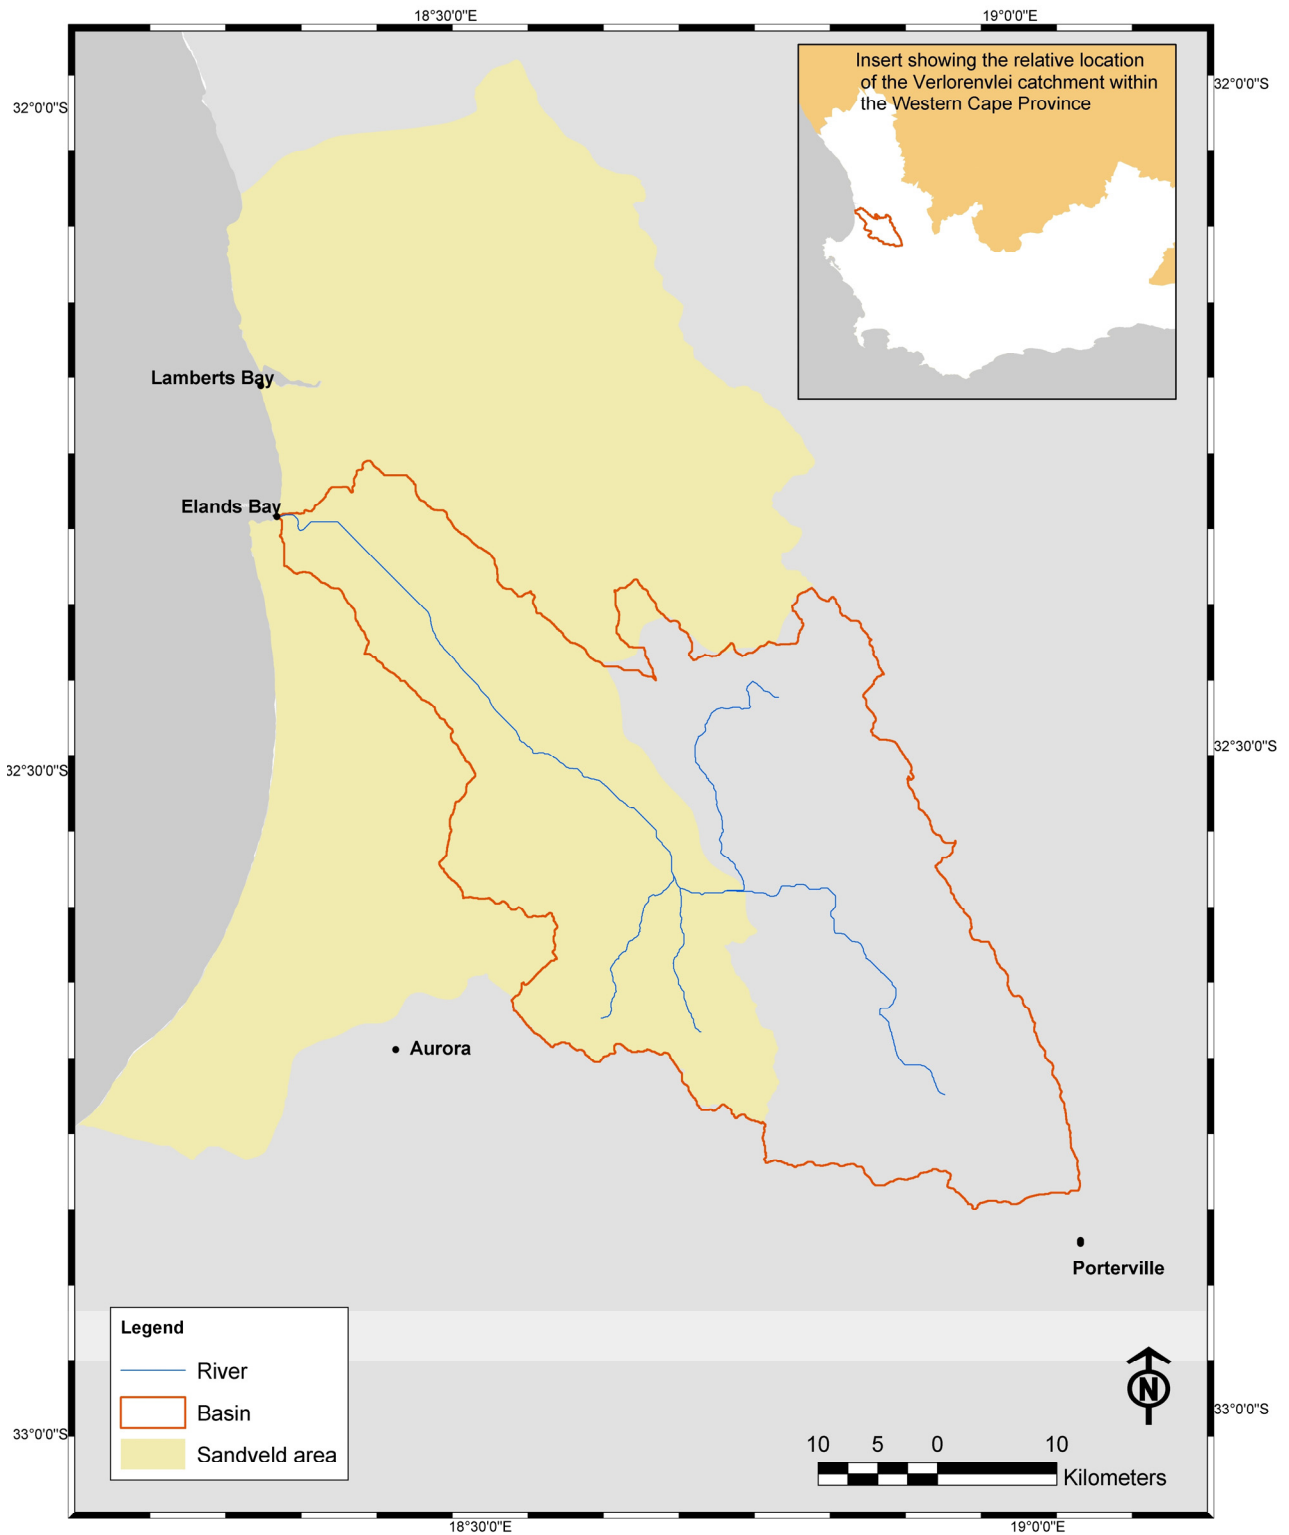 18°30'0"E
19°0'0"E
32°0'0"S
32°0'0"S
Insert showing the relative location
of the Verlorenvlei catchment within
the Western Cape Province
Lamberts Bay
Elands Bay
32°30'0"S
32°30'0"S
Aurora
Porterville
Legend
River
Basin
Sandveld area
N
33°0'0"S
33°0'0"S
10 5 0 10
Kilometers
18°30'0"E
19°0'0"E